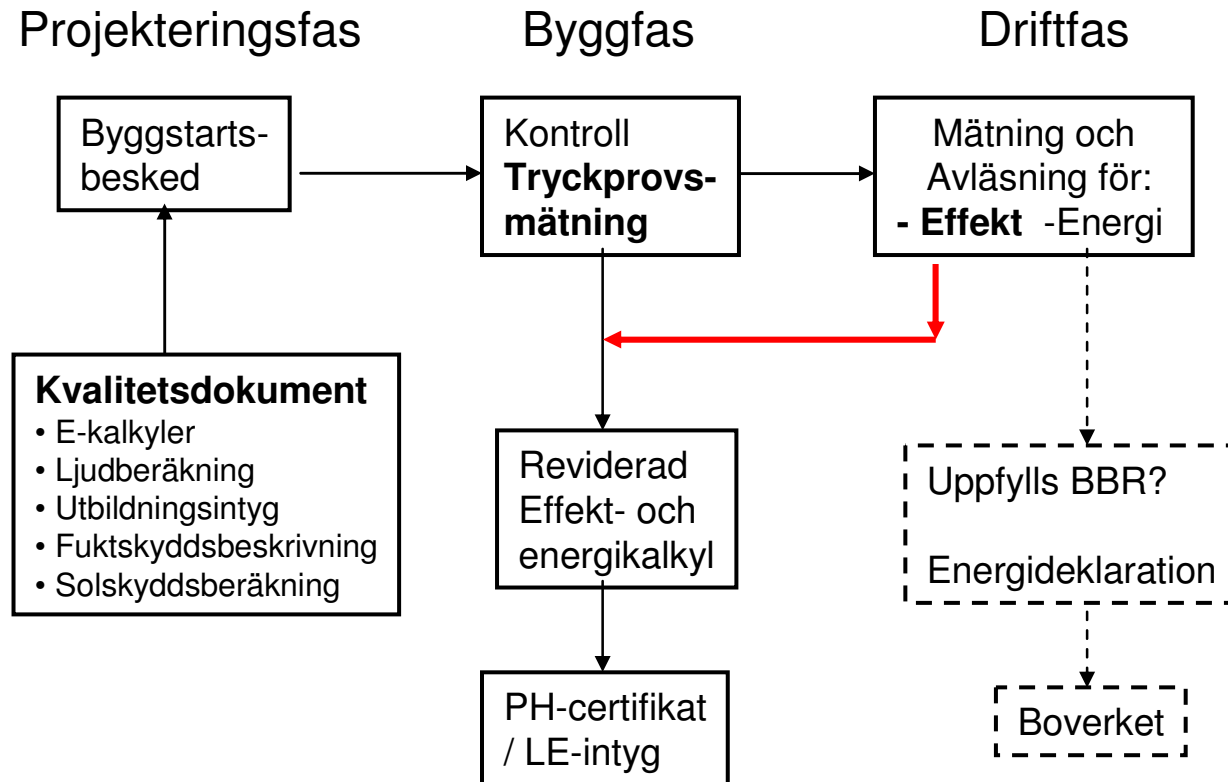 Projekteringsfas
Byggfas
Driftfas
Byggstarts-
besked
Kontroll
Tryckprovs-
mätning
Mätning och
Avläsning för:
- Effekt -Energi
Kvalitetsdokument
• E-kalkyler
• Ljudberäkning
• Utbildningsintyg
• Fuktskyddsbeskrivning
• Solskyddsberäkning
Reviderad
Effekt- och
energikalkyl
Uppfylls BBR?
Energideklaration
PH-certifikat
/ LE-intyg
Boverket